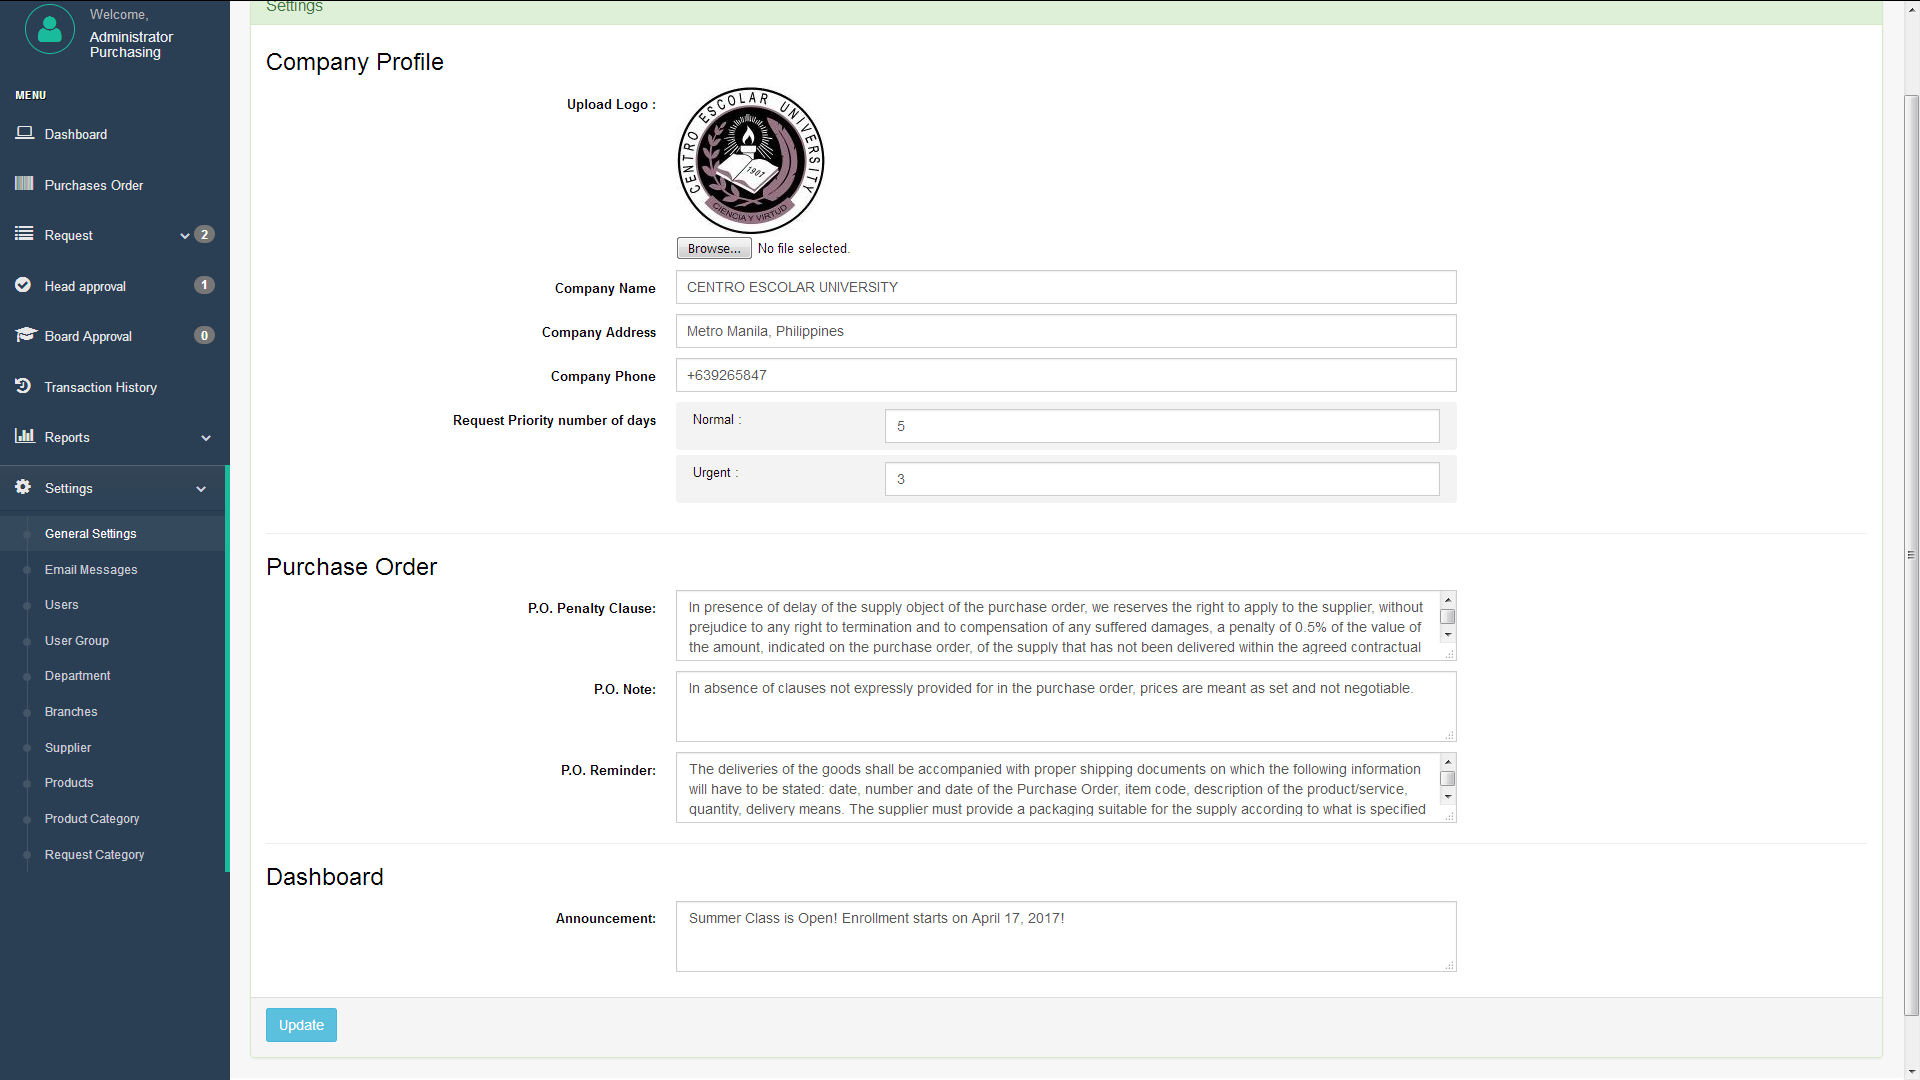 Welcome,
Administrator
Purchasing
MENU
Dashboard
Purchases Order
Request 2
Head approval 1
Board Approval 0
Transaction History
Reports
Settings
General Settings
Email Messages
Users
User Group
Department
Branches
Supplier
Products
Product Category
Request Category
Settings
Company Profile
Upload Logo :
CENTRO ESCOLAR UNIVERSITY
1907
CIENCIA Y VIRTUD
Browse... No file selected.
Company Name CENTRO ESCOLAR UNIVERSITY
Company Address Metro Manila, Philippines
Company Phone +639265847
Request Priority number of days Normal : 5
Urgent : 3
Purchase Order
P.O. Penalty Clause: In presence of delay of the supply object of the purchase order, we reserves the right to apply to the supplier, without
prejudice to any right to termination and to compensation of any suffered damages, a penalty of 0.5% of the value of
the amount, indicated on the purchase order, of the supply that has not been delivered within the agreed contractual
P.O. Note: In absence of clauses not expressly provided for in the purchase order, prices are meant as set and not negotiable.
P.O. Reminder: The deliveries of the goods shall be accompanied with proper shipping documents on which the following information
will have to be stated: date, number and date of the Purchase Order, item code, description of the product/service,
quantity, delivery means. The supplier must provide a packaging suitable for the supply according to what is specified
Dashboard
Announcement: Summer Class is Open! Enrollment starts on April 17, 2017!
Update